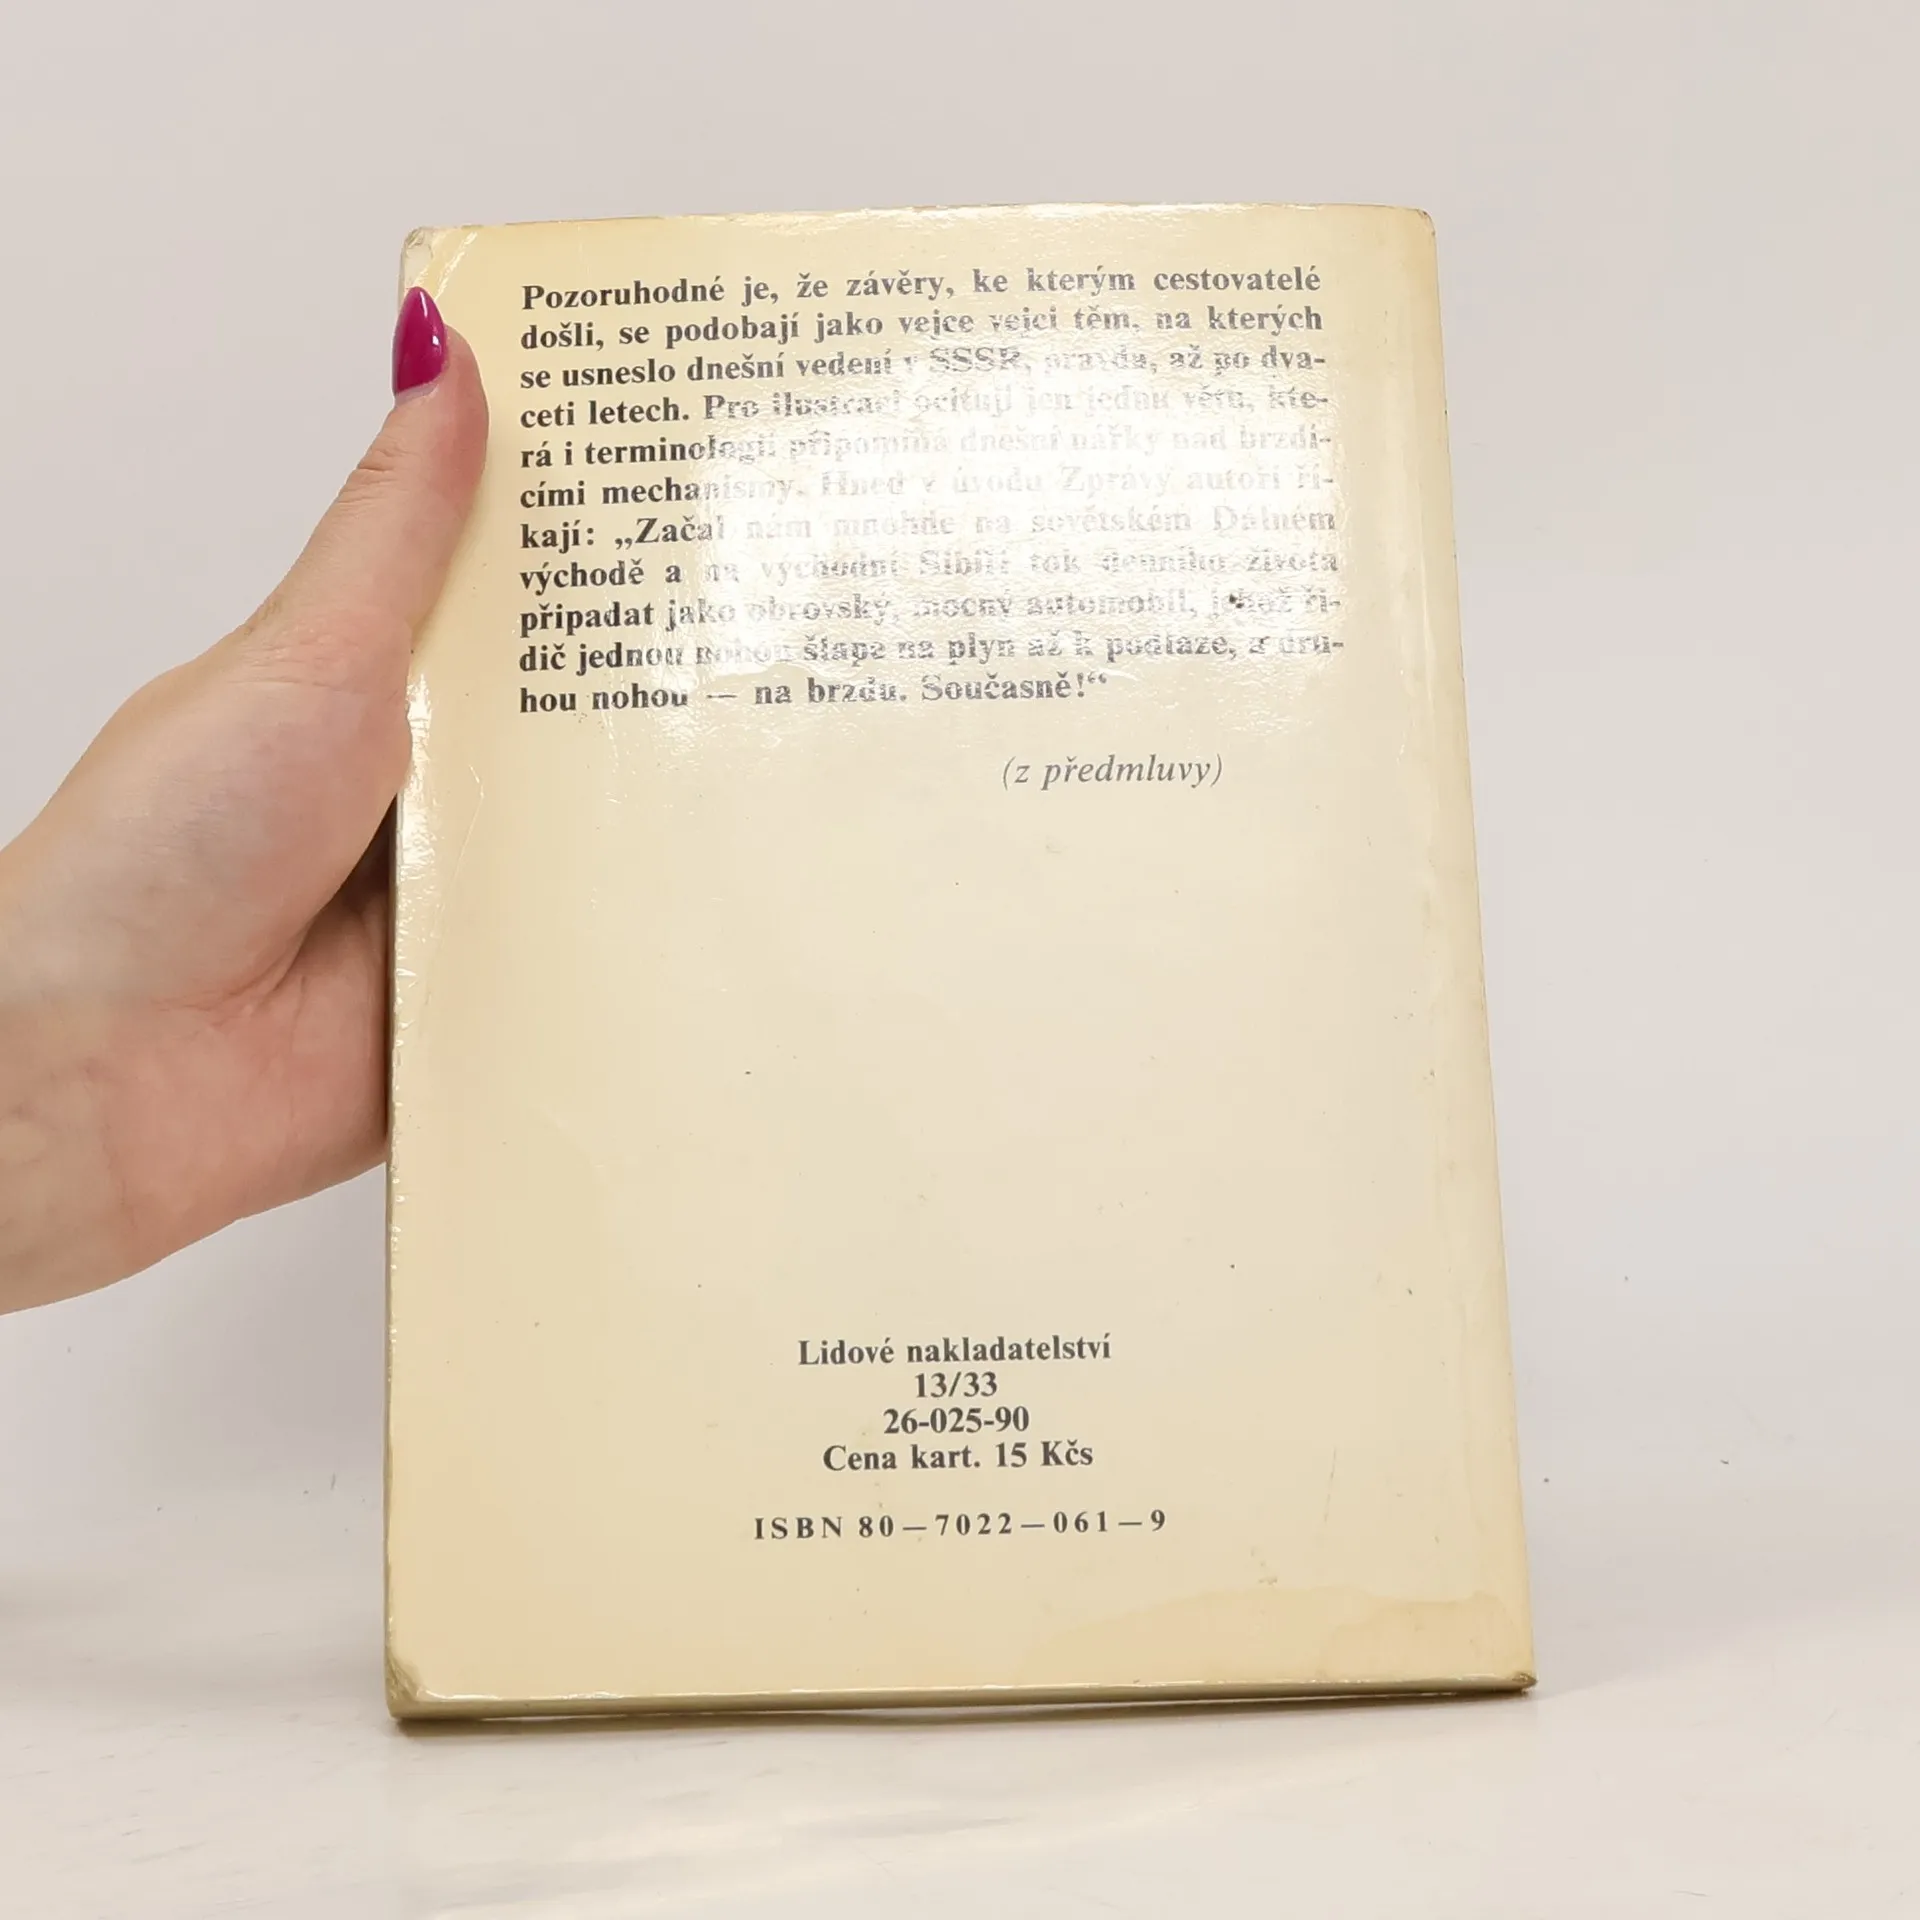 Pozoruhodné je, že závěry, ke kterým cestovatelé
došli, se podobají jako vejce vejci těm, na kterých
se usneslo dnešní vedení v SSSR, pravda, až po dva-
ceti letech. Pro ilustraci ocituji jen jednu větu, kte-
rá i terminologií připomíná dnešní nářky nad brzdí-
cími mechanismy. Hned v úvodu Zprávy autoři ří-
kají: „Začal nám mnohde na sovětském Dálném
východě a na východní Sibiři tok denního života
připadat jako obrovský, mocný automobil, jehož ři-
dič jednou nohou šlape na plyn až k podlaze, a dru-
hou nohou — na brzdu. Současně!“
(z předmluvy)
Lidové nakladatelství
13/33
26-025-90
Cena kart. 15 Kčs
ISBN 80—7022—061—9